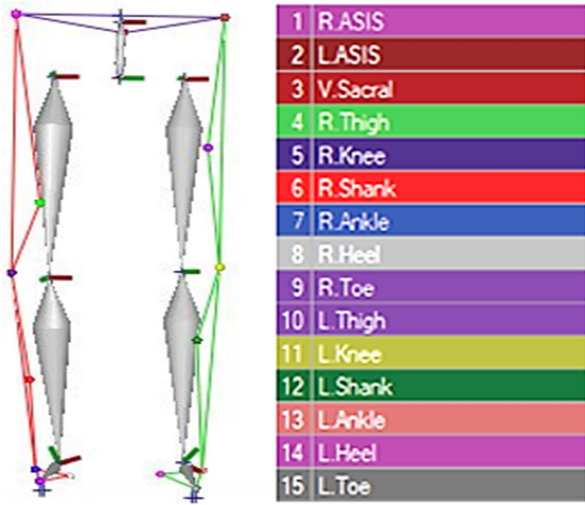 1 R.ASIS
2 L.ASIS
3 V.Sacral
4 R.Thigh
5 R.Knee
6 R.Shank
7 R.Ankle
8 R.Heel
9 R.Toe
10 L.Thigh
11 L.Knee
12 L.Shank
13 L.Ankle
14 L.Heel
15 L.Toe